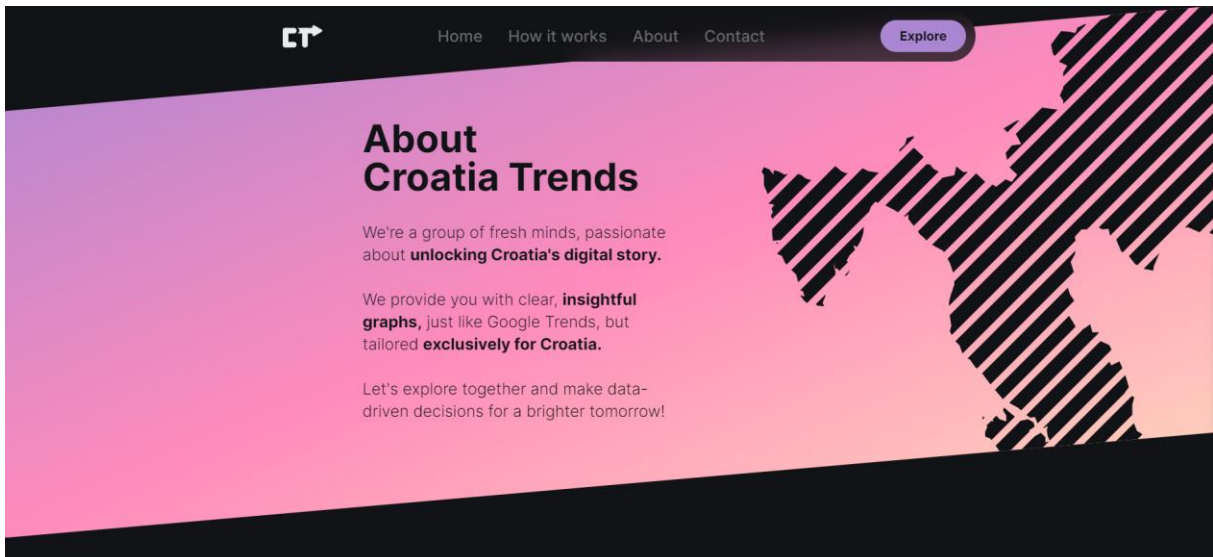 CT
Home How it works About Contact Explore
About
Croatia Trends
We're a group of fresh minds, passionate
about unlocking Croatia's digital story.
We provide you with clear, insightful
graphs, just like Google Trends, but
tailored exclusively for Croatia.
Let's explore together and make data-
driven decisions for a brighter tomorrow!